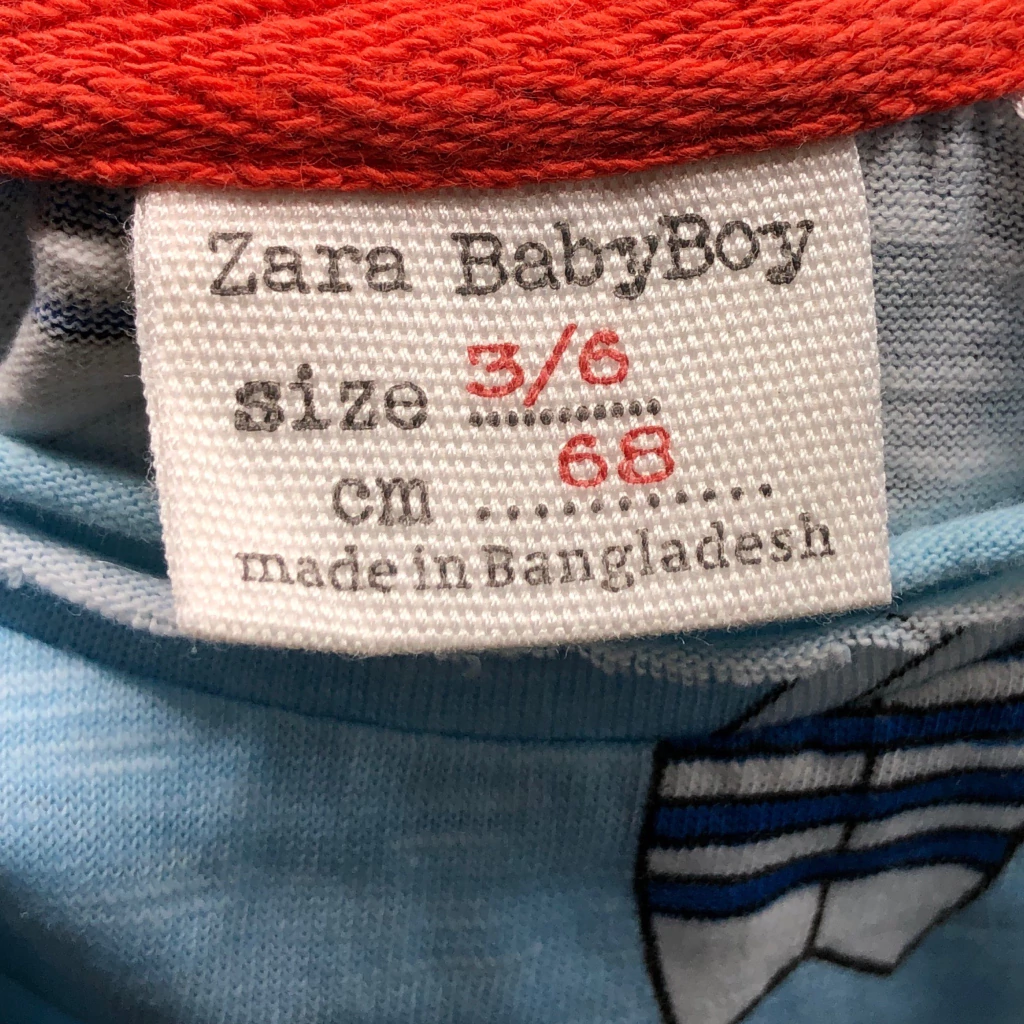 Zara BabyBoy
size 3/6
cm 68
made in Bangladesh